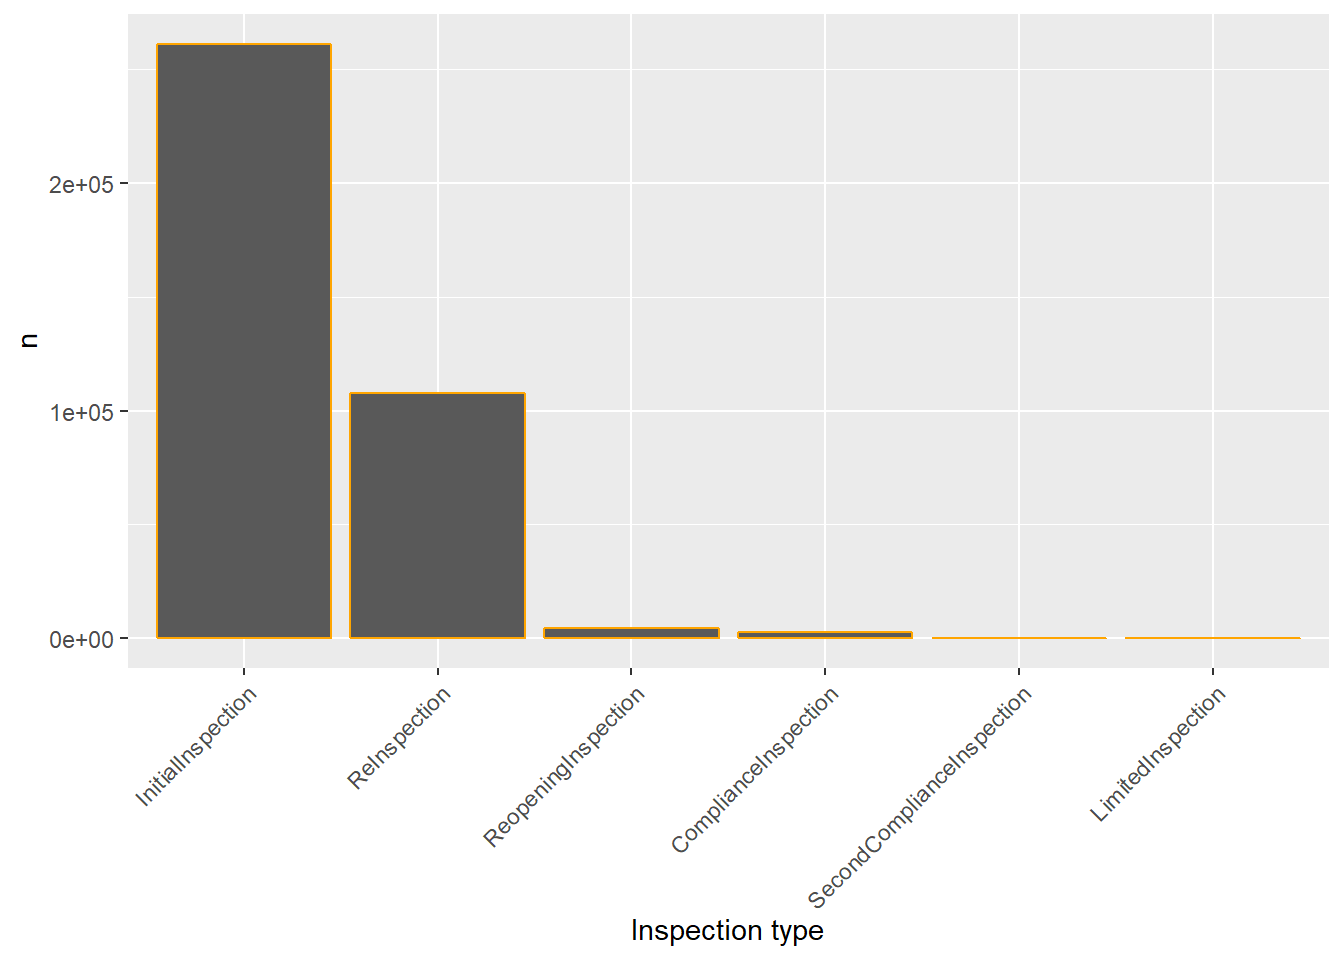 2e+05
1e+05
0e+00
n
InitialInspection
ReInspection
ReopeningInspection
ComplianceInspection
SecondComplianceInspection
LimitedInspection
Inspection type